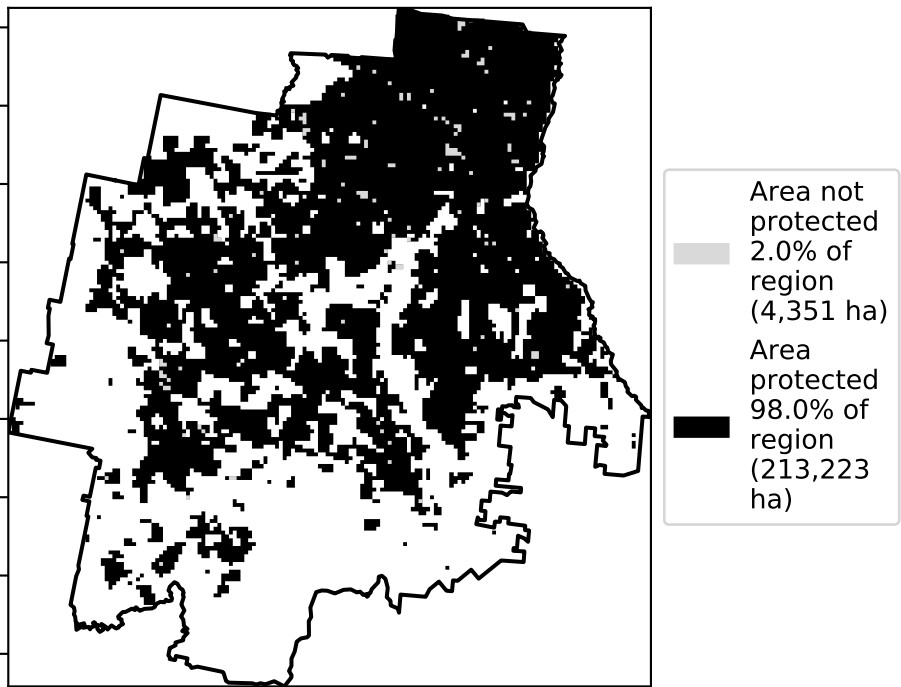 Area not
protected
2.0% of
region
(4,351 ha)
Area
protected
98.0% of
region
(213,223
ha)